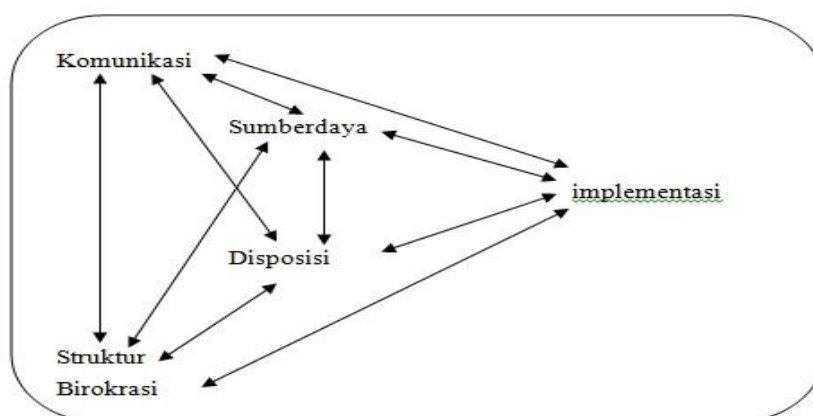 Komunikasi
Sumberdaya
implementasi
Disposisi
Struktur
Birokrasi